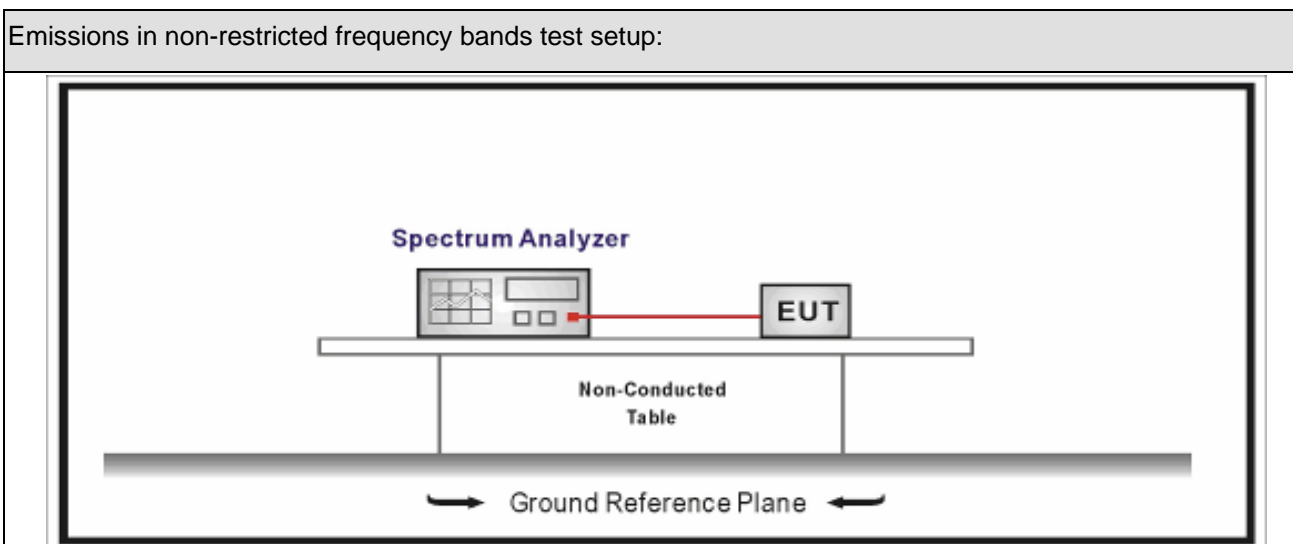 Emissions in non-restricted frequency bands test setup:
Spectrum Analyzer
EUT
Non-Conducted
Table
Ground Reference Plane